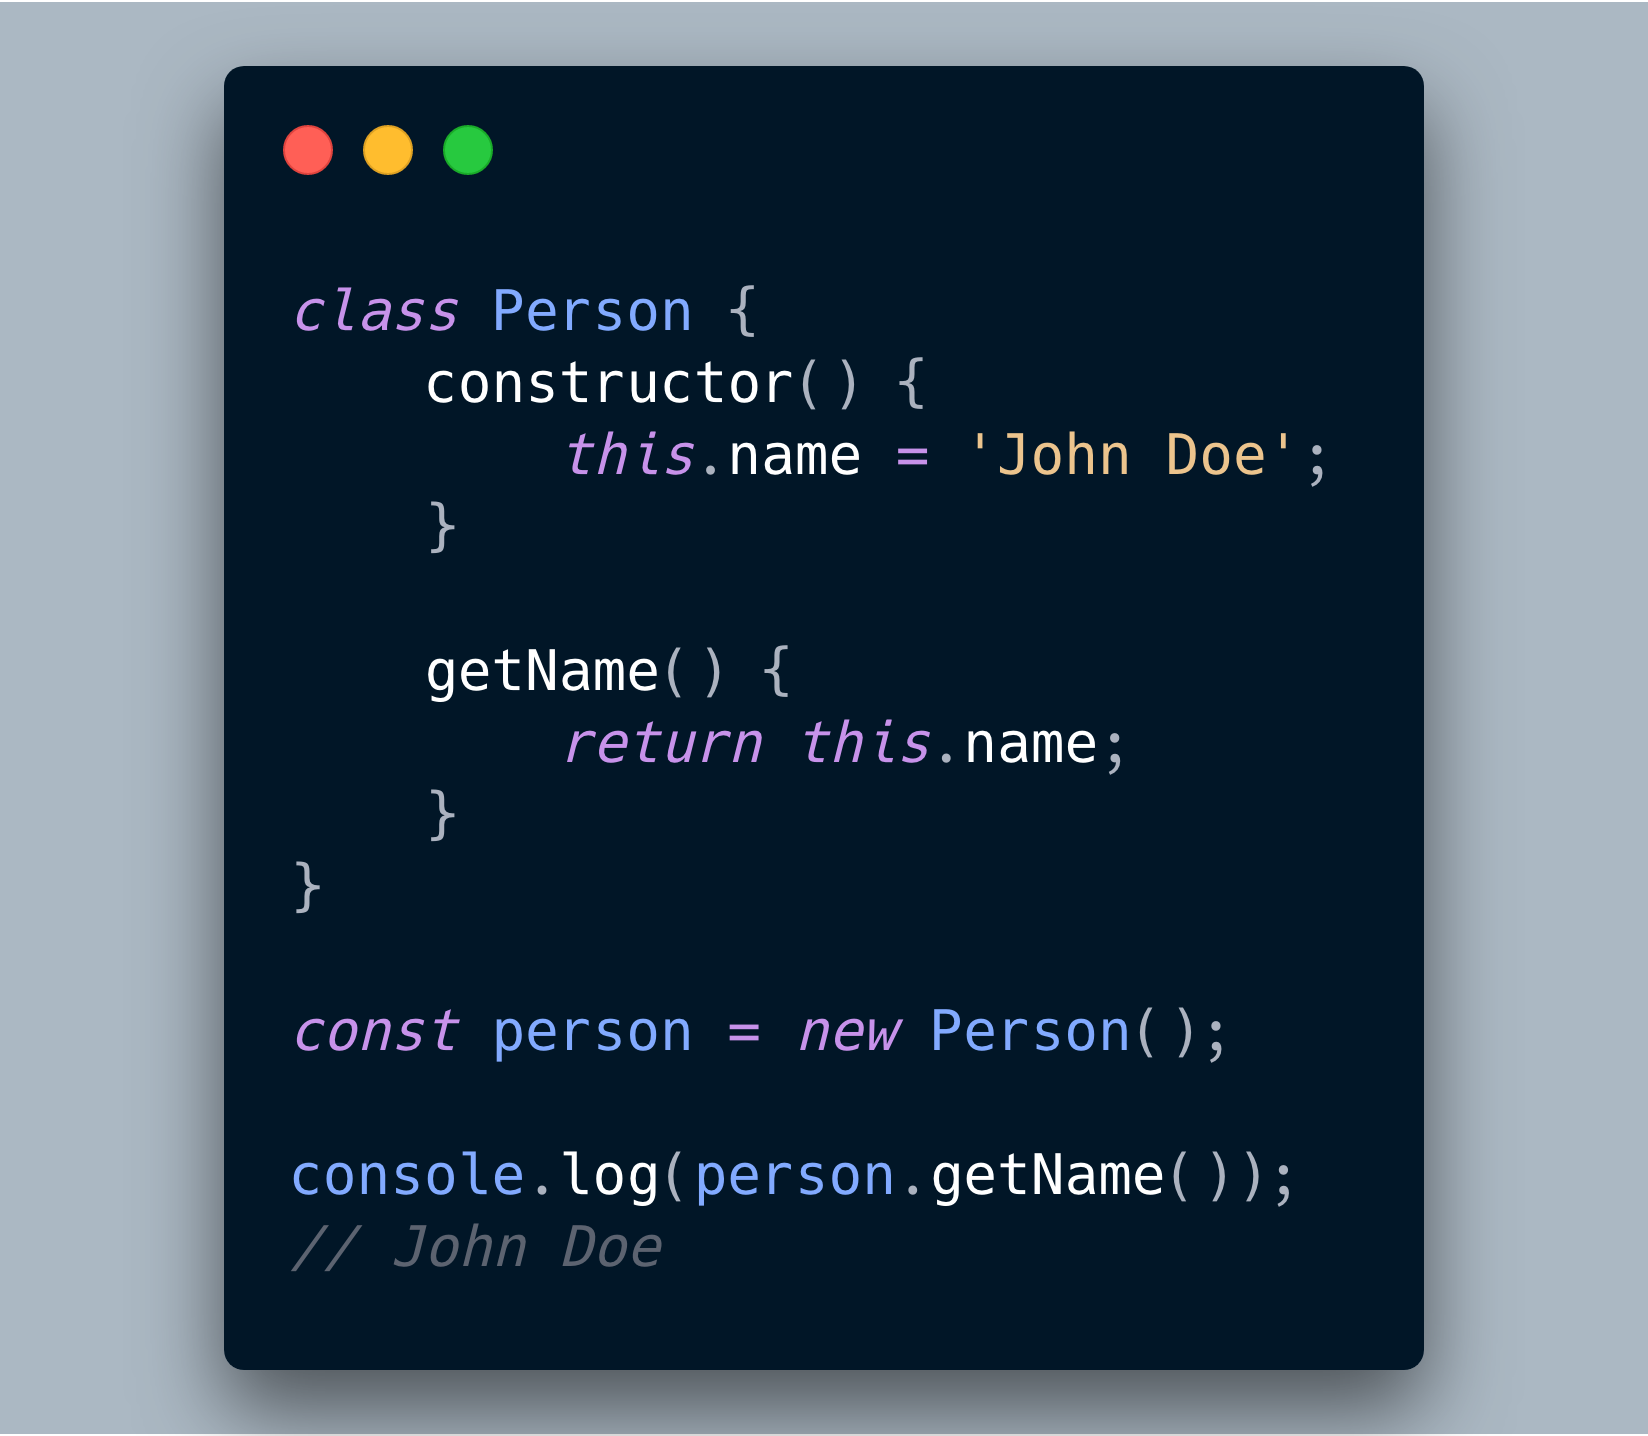 class Person {
    constructor() {
        this.name = 'John Doe';
    }

    getName() {
        return this.name;
    }
}

const person = new Person();

console.log(person.getName());
// John Doe